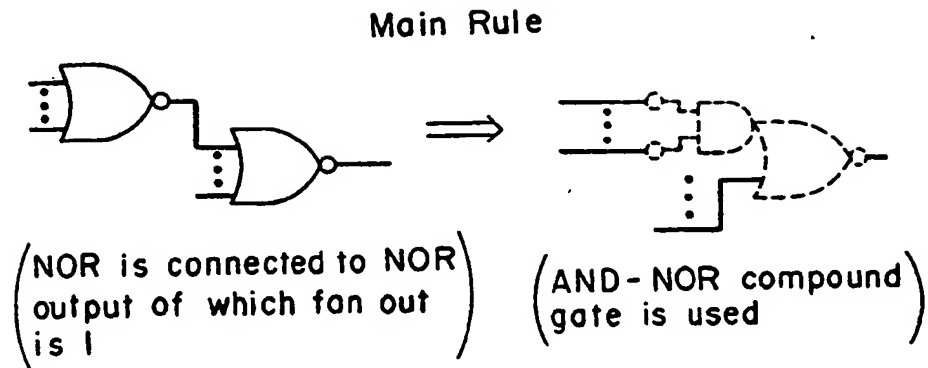 Main Rule
NOR is connected to NOR
output of which fan out
is 1
AND-NOR compound
gate is used